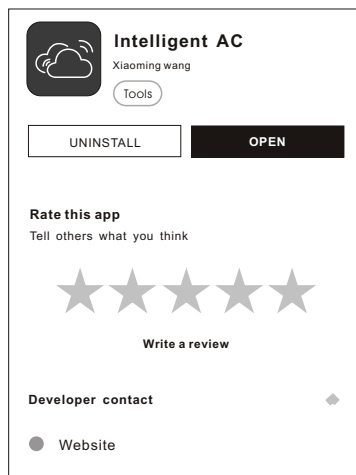 Intelligent AC
Xiaoming wang
Tools
UNINSTALL
OPEN
Rate this app
Tell others what you think
Write a review
Developer contact
Website